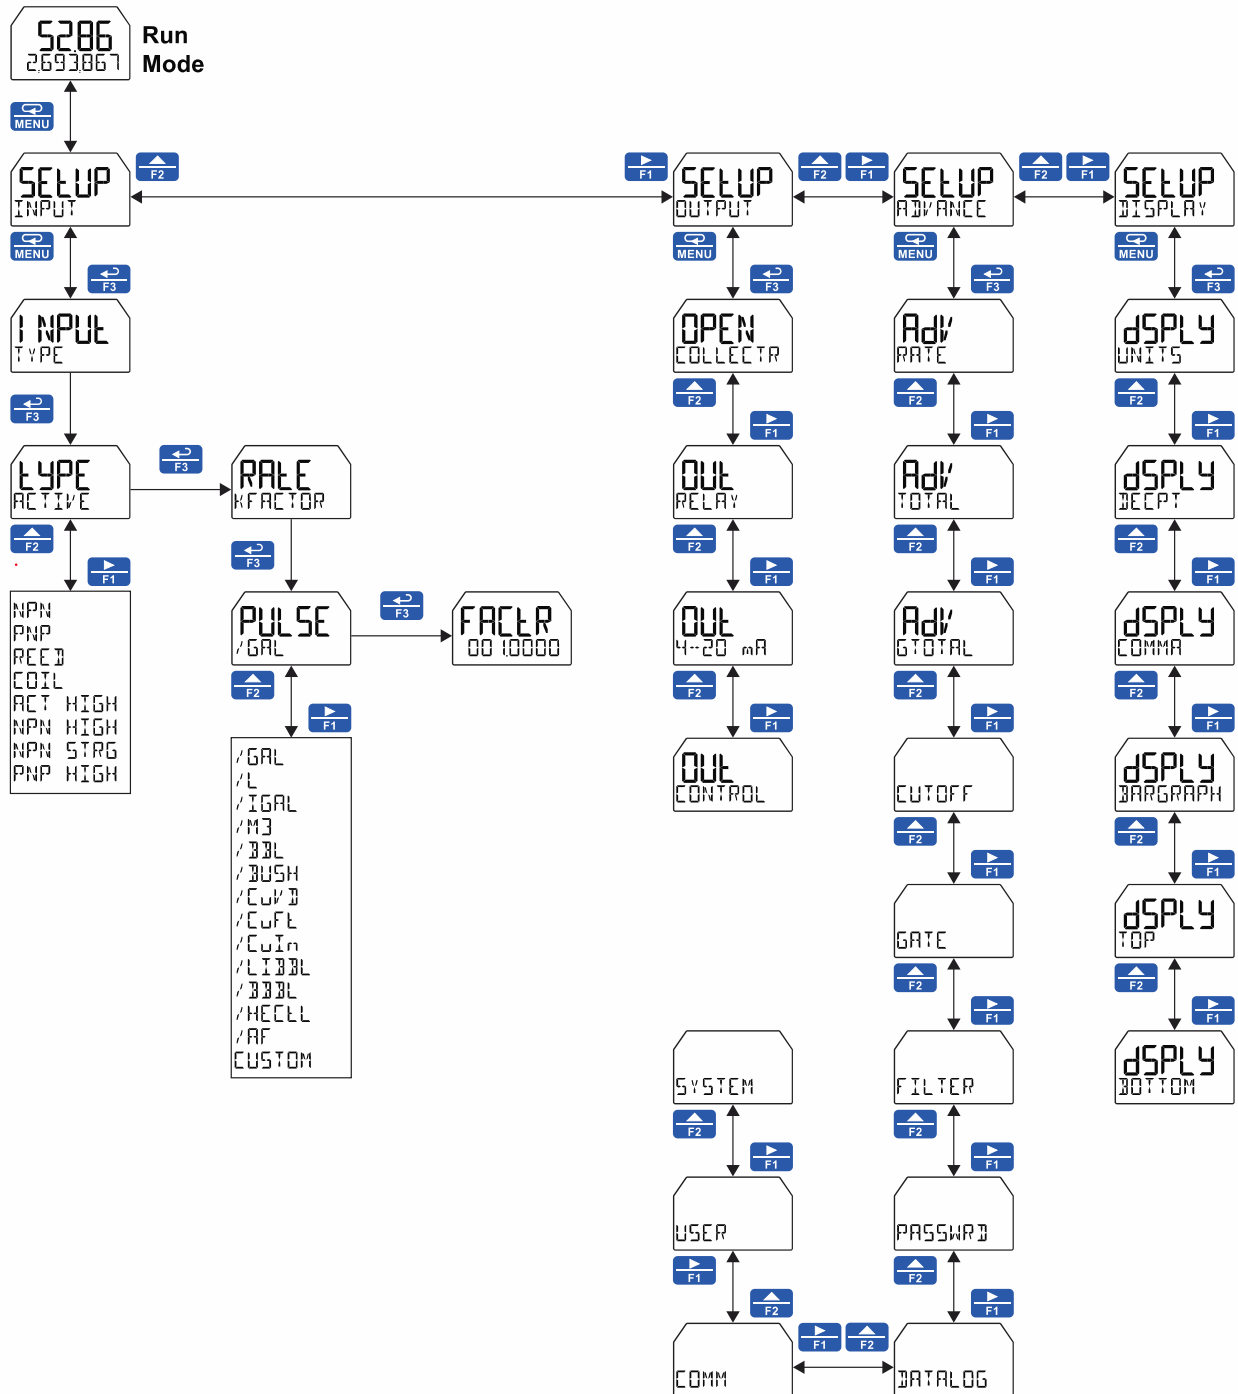 52.86
2,693,867
Run
Mode
MENU
SEtUP
INPUT
F2
F1
SEtUP
OUTPUT
F2
F1
SEtUP
ADVANCE
F2
F1
SEtUP
DISPLAY
MENU
F3
MENU
F3
MENU
F3
MENU
F3
INPUt
TYPE
OPEN
COLLECTR
AdV
RATE
dSPLY
UNITS
F3
F2
F1
F2
F1
F2
F1
tYPE
ACTIVE
F3
RAtE
KFACTOR
OUt
RELAY
AdV
TOTAL
dSPLY
DECPT
F2
F1
F3
F2
F1
F2
F1
F2
F1
NPN
PNP
REED
COIL
ACT HIGH
NPN HIGH
NPN STRG
PNP HIGH
PULSE
/GAL
F3
FACtR
001.0000
OUt
4-20 mA
AdV
GTOTAL
dSPLY
COMMA
F2
F1
F2
F1
F2
F1
F2
F1
/GAL
/L
/IGAL
/M3
/BBL
/BUSH
/CuYD
/CuFt
/CuIn
/LIBBL
/BBBL
/HECtL
/AF
CUSTOM
OUt
CONTROL
CUTOFF
dSPLY
BARGRAPH
F2
F1
F2
F1
GATE
dSPLY
TOP
F2
F1
F2
F1
SYSTEM
FILTER
dSPLY
BOTTOM
F2
F1
F2
F1
USER
PASSWRD
F1
F2
F2
F1
COMM
F1
F2
DATALOG